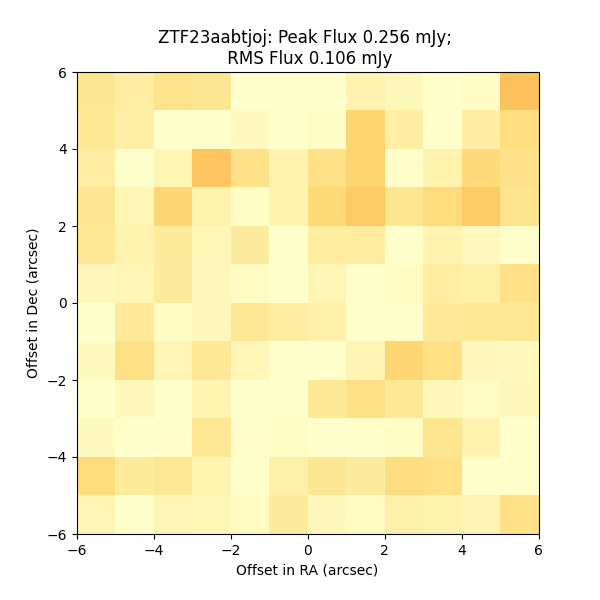 ZTF23aabtjoj: Peak Flux 0.256 mJy;
RMS Flux 0.106 mJy
6
4
2
0
−2
−4
−6
Offset in Dec (arcsec)
−6 −4 −2 0 2 4 6
Offset in RA (arcsec)